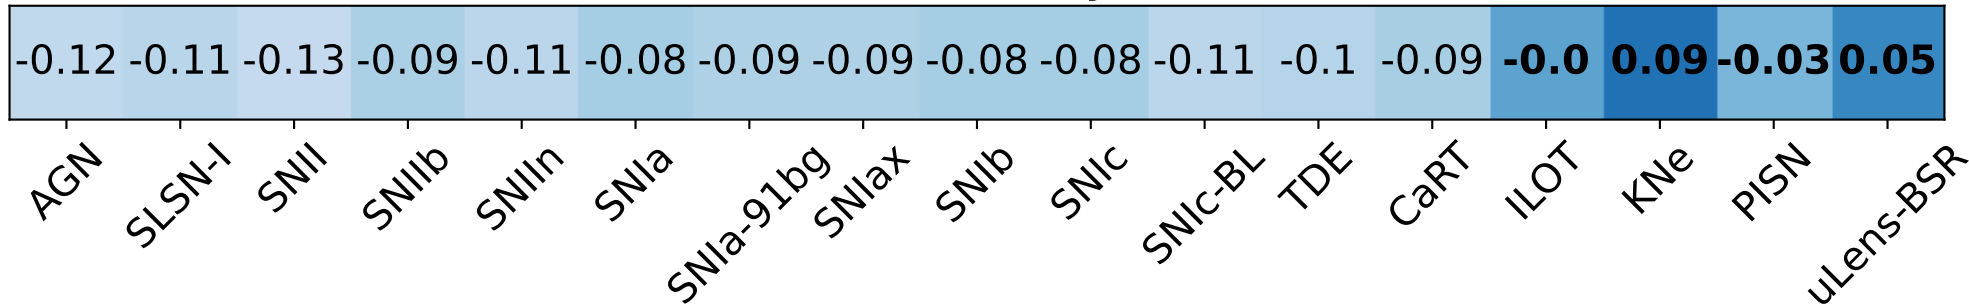 -0.12 -0.11 -0.13 -0.09 -0.11 -0.08 -0.09 -0.09 -0.08 -0.08 -0.11 -0.1 -0.09 -0.0 0.09 -0.03 0.05
AGN SLSN-I SNII SNIIb SNIIn SNIa SNIa-91bg SNIax SNIb SNIc SNIc-BL TDE CaRT ILOT KNe PISN uLens-BSR